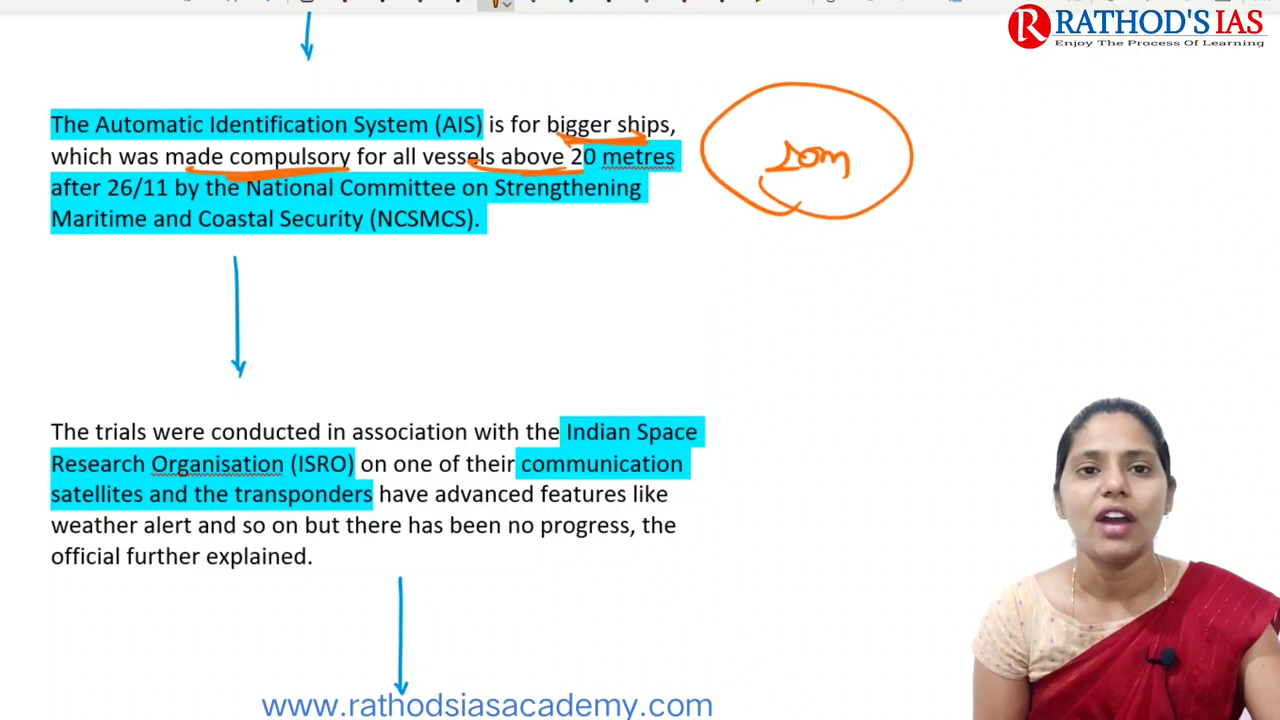 RATHOD'S IAS
Enjoy The Process Of Learning
The Automatic Identification System (AIS) is for bigger ships,
which was made compulsory for all vessels above 20 metres
after 26/11 by the National Committee on Strengthening
Maritime and Coastal Security (NCSMCS).
20m
The trials were conducted in association with the Indian Space
Research Organisation (ISRO) on one of their communication
satellites and the transponders have advanced features like
weather alert and so on but there has been no progress, the
official further explained.
www.rathodsiasacademy.com